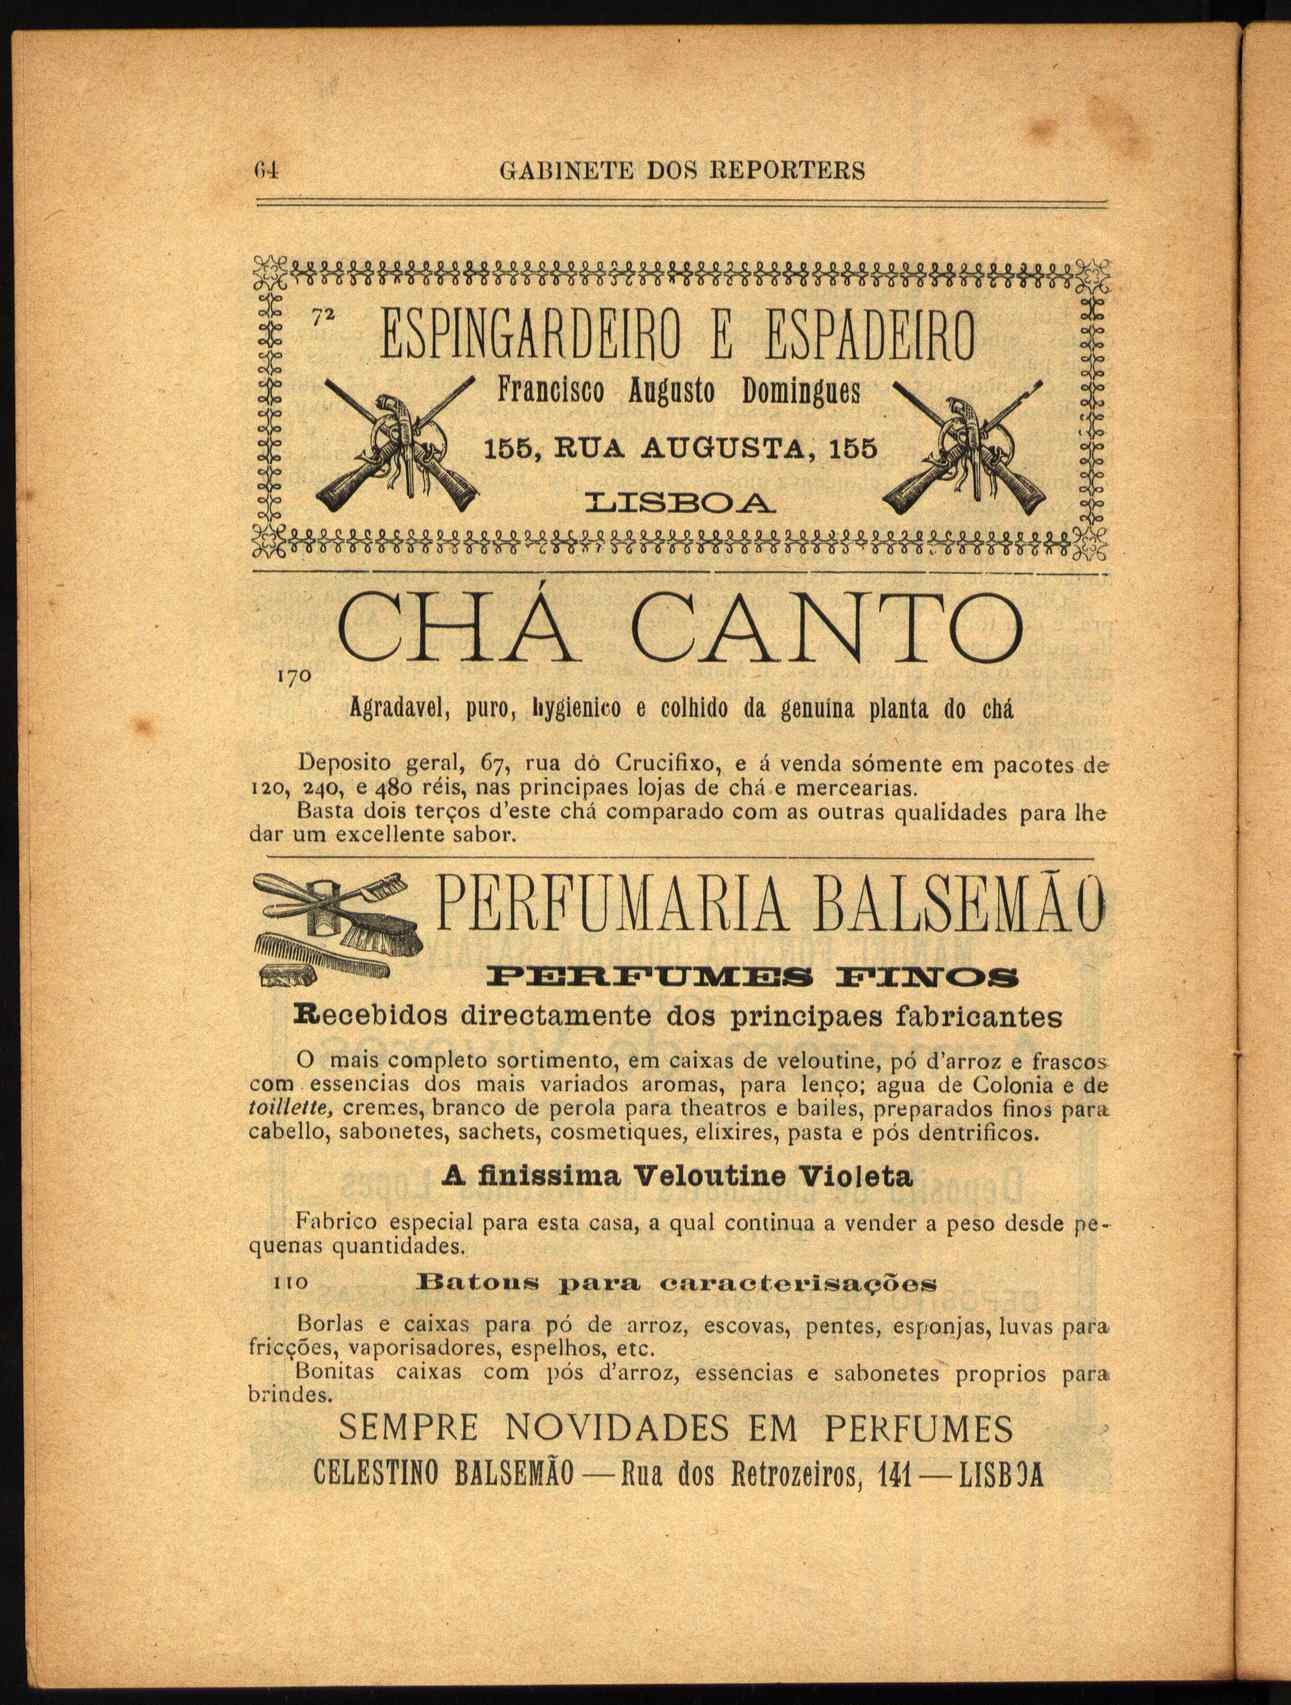 64
GABINETE DOS REPORTERS
72
ESPINGARDEIRO E ESPADEIRO
Francisco Augusto Domingues
155, RUA AUGUSTA, 155
LISBOA
CHÁ CANTO
170
Agradavel, puro, hygienico e colhido da genuina planta do chá
Deposito geral, 67, rua do Crucifixo, e á venda sómente em pacotes de
120, 240, e 480 réis, nas principaes lojas de chá e mercearias.
Basta dois terços d'este chá comparado com as outras qualidades para lhe
dar um excellente sabor.
PERFUMARIA BALSEMÃO
PERFUMES FINOS
Recebidos directamente dos principaes fabricantes
O mais completo sortimento, em caixas de veloutine, pó d'arroz e frascos
com essencias dos mais variados aromas, para lenço; agua de Colonia e de
toillette, cremes, branco de perola para theatros e bailes, preparados finos para
cabello, sabonetes, sachets, cosmetiques, elixires, pasta e pós dentrificos.
A finissima Veloutine Violeta
Fabrico especial para esta casa, a qual continua a vender a peso desde pe-
quenas quantidades.
110 Batons para caracterisações
Borlas e caixas para pó de arroz, escovas, pentes, esponjas, luvas para
fricções, vaporisadores, espelhos, etc.
Bonitas caixas com pós d'arroz, essencias e sabonetes proprios para
brindes.
SEMPRE NOVIDADES EM PERFUMES
CELESTINO BALSEMÃO — Rua dos Retrozeiros, 141 — LISBOA